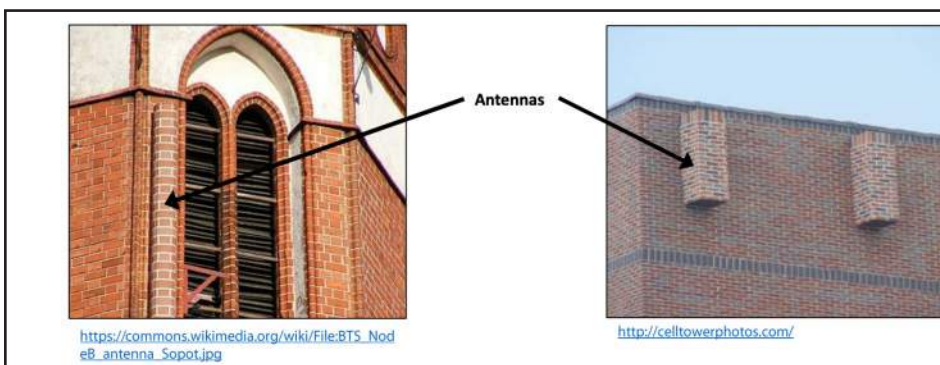 Antennas
https://commons.wikimedia.org/wiki/File:BTS_Nod
eB_antenna_Sopot.jpg
http://celltowerphotos.com/